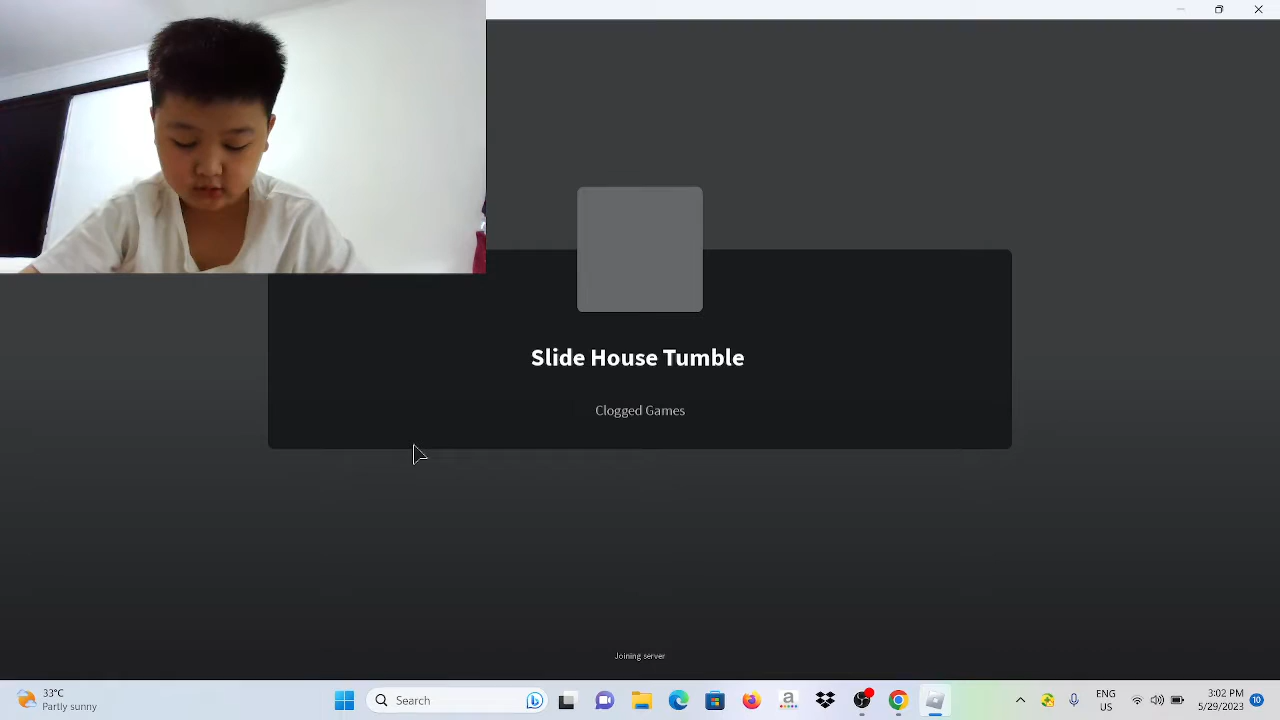 Slide House Tumble
Clogged Games
Joining server
33°C
Partly sunny
Search
ENG
US
3:02 PM
5/29/2023
10